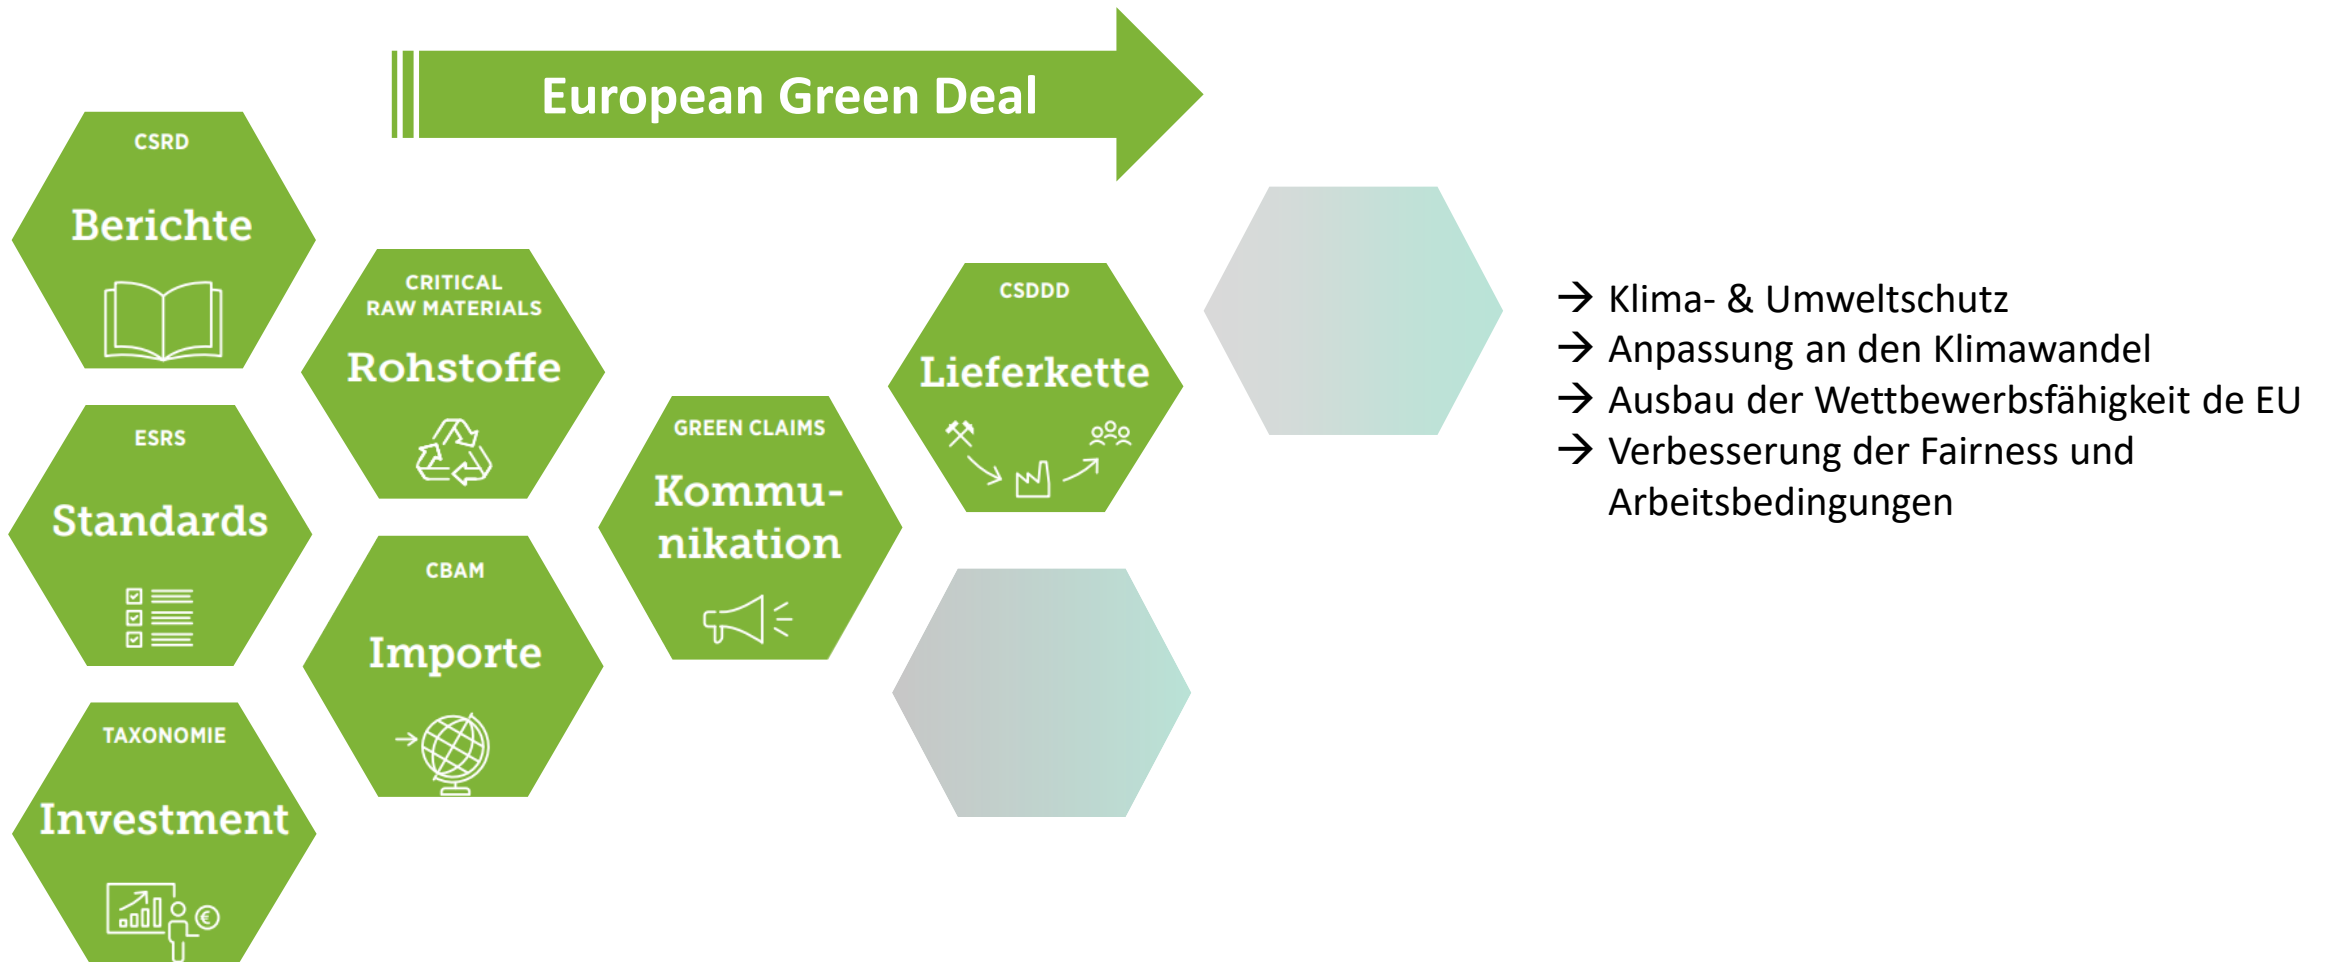 European Green Deal
CSRD
Berichte
ESRS
Standards
TAXONOMIE
Investment
CRITICAL
RAW MATERIALS
Rohstoffe
CBAM
Importe
GREEN CLAIMS
Kommu-
nikation
CSDDD
Lieferkette
→ Klima- & Umweltschutz
→ Anpassung an den Klimawandel
→ Ausbau der Wettbewerbsfähigkeit de EU
→ Verbesserung der Fairness und
Arbeitsbedingungen